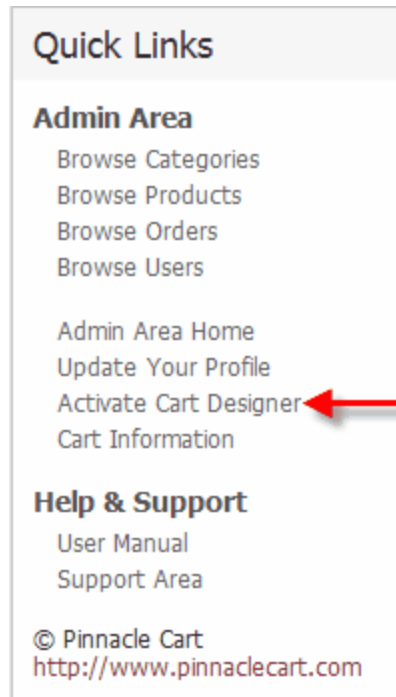 Quick Links
Admin Area
Browse Categories
Browse Products
Browse Orders
Browse Users
Admin Area Home
Update Your Profile
Activate Cart Designer
Cart Information
Help & Support
User Manual
Support Area
© Pinnacle Cart
http://www.pinnaclecart.com